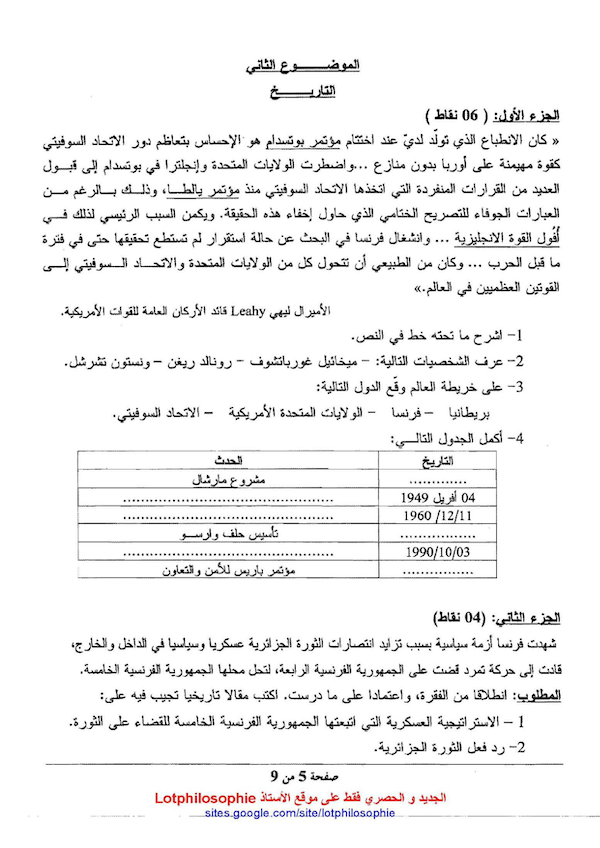 الموضـــــوع الثاني
التاريـــــخ
الجزء الأول: ( 06 نقاط )
« كان الانطباع الذي تولّد لديّ عند اختتام مؤتمر بوتسدام هو الإحساس بتعاظم دور الاتحاد السوفيتي
كقوة مهيمنة على أوربا بدون منازع ...واضطرت الولايات المتحدة وإنجلترا في بوتسدام إلى قبول
العديد من القرارات المنفردة التي اتخذها الاتحاد السوفيتي منذ مؤتمر يالطـا، وذلك بالرغم من
العبارات الجوفاء للتصريح الختامي الذي حاول إخفاء هذه الحقيقة. ويكمن السبب الرئيسي لذلك في
أُفُول القوة الانجليزية ... وانشغال فرنسا في البحث عن حالة استقرار لم تستطع تحقيقها حتى في فترة
ما قبل الحرب ... وكان من الطبيعي أن تتحول كل من الولايات المتحدة والاتحاد السوفيتي إلى
القوتين العظميين في العالم.»
الأميرال ليهي Leahy قائد الأركان العامة للقوات الأمريكية.
1- اشرح ما تحته خط في النص.
2- عرف الشخصيات التالية: - ميخائيل غورباتشوف - رونالد ريغن - ونستون تشرشل.
3- على خريطة العالم وقّع الدول التالية:
بريطانيا - فرنسا - الولايات المتحدة الأمريكية - الاتحاد السوفيتي.
4- أكمل الجدول التالي:
التاريخ الحدث
............. مشروع مارشال
04 أفريل 1949 ......................................
1960 /12/11 ......................................
................. تأسيس حلف وارسو
1990/10/03 ......................................
............... مؤتمر باريس للأمن والتعاون
الجزء الثاني: (04 نقاط)
شهدت فرنسا أزمة سياسية بسبب تزايد انتصارات الثورة الجزائرية عسكريا وسياسيا في الداخل والخارج،
قادت إلى حركة تمرد قضت على الجمهورية الفرنسية الرابعة، لتحل محلها الجمهورية الفرنسية الخامسة.
المطلوب: انطلاقا من الفقرة، واعتمادا على ما درست. اكتب مقالا تاريخيا تجيب فيه على:
1 - الاستراتيجية العسكرية التي اتبعتها الجمهورية الفرنسية الخامسة للقضاء على الثورة.
2- رد فعل الثورة الجزائرية.
صفحة 5 من 9
الجديد و الحصري فقط على موقع الأستاذ Lotphilosophie
sites.google.com/site/lotphilosophie